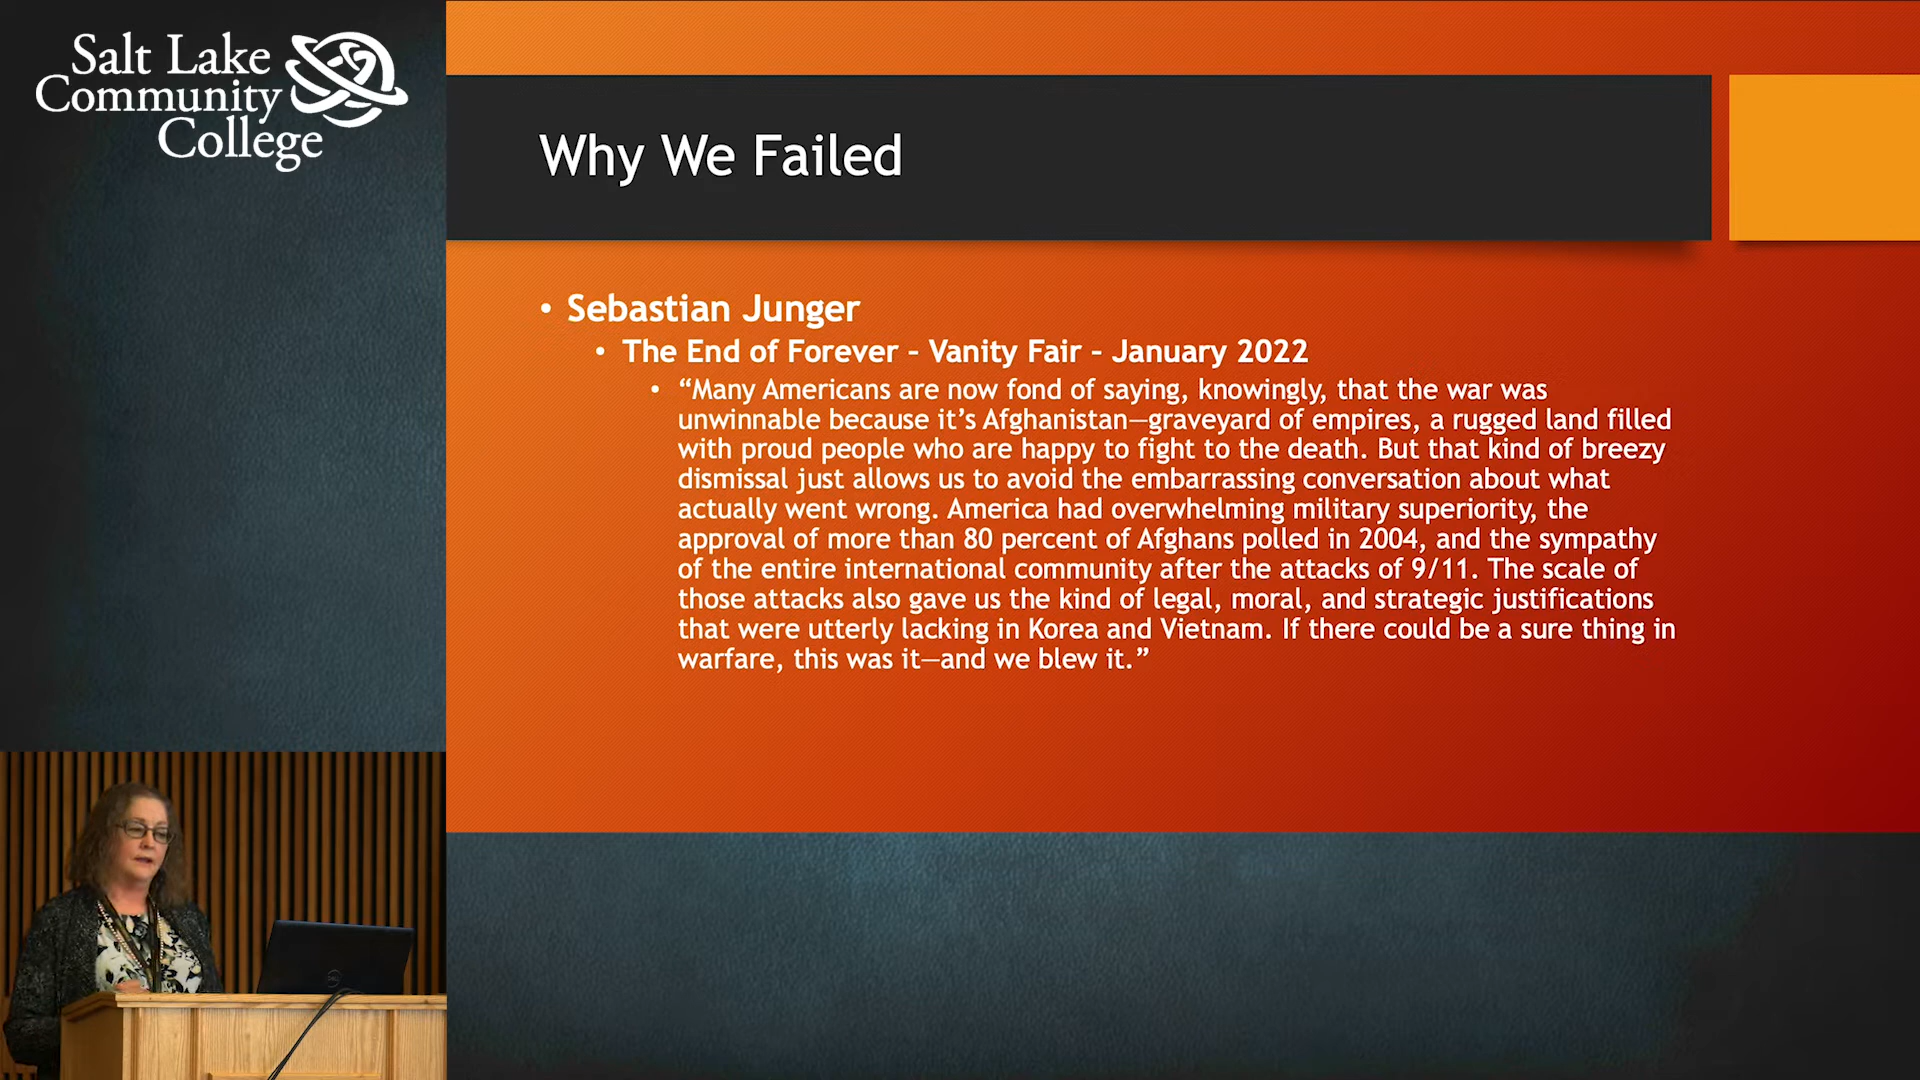 Salt Lake
Community
College
Why We Failed
• Sebastian Junger
• The End of Forever – Vanity Fair – January 2022
• “Many Americans are now fond of saying, knowingly, that the war was
unwinnable because it’s Afghanistan—graveyard of empires, a rugged land filled
with proud people who are happy to fight to the death. But that kind of breezy
dismissal just allows us to avoid the embarrassing conversation about what
actually went wrong. America had overwhelming military superiority, the
approval of more than 80 percent of Afghans polled in 2004, and the sympathy
of the entire international community after the attacks of 9/11. The scale of
those attacks also gave us the kind of legal, moral, and strategic justifications
that were utterly lacking in Korea and Vietnam. If there could be a sure thing in
warfare, this was it—and we blew it.”